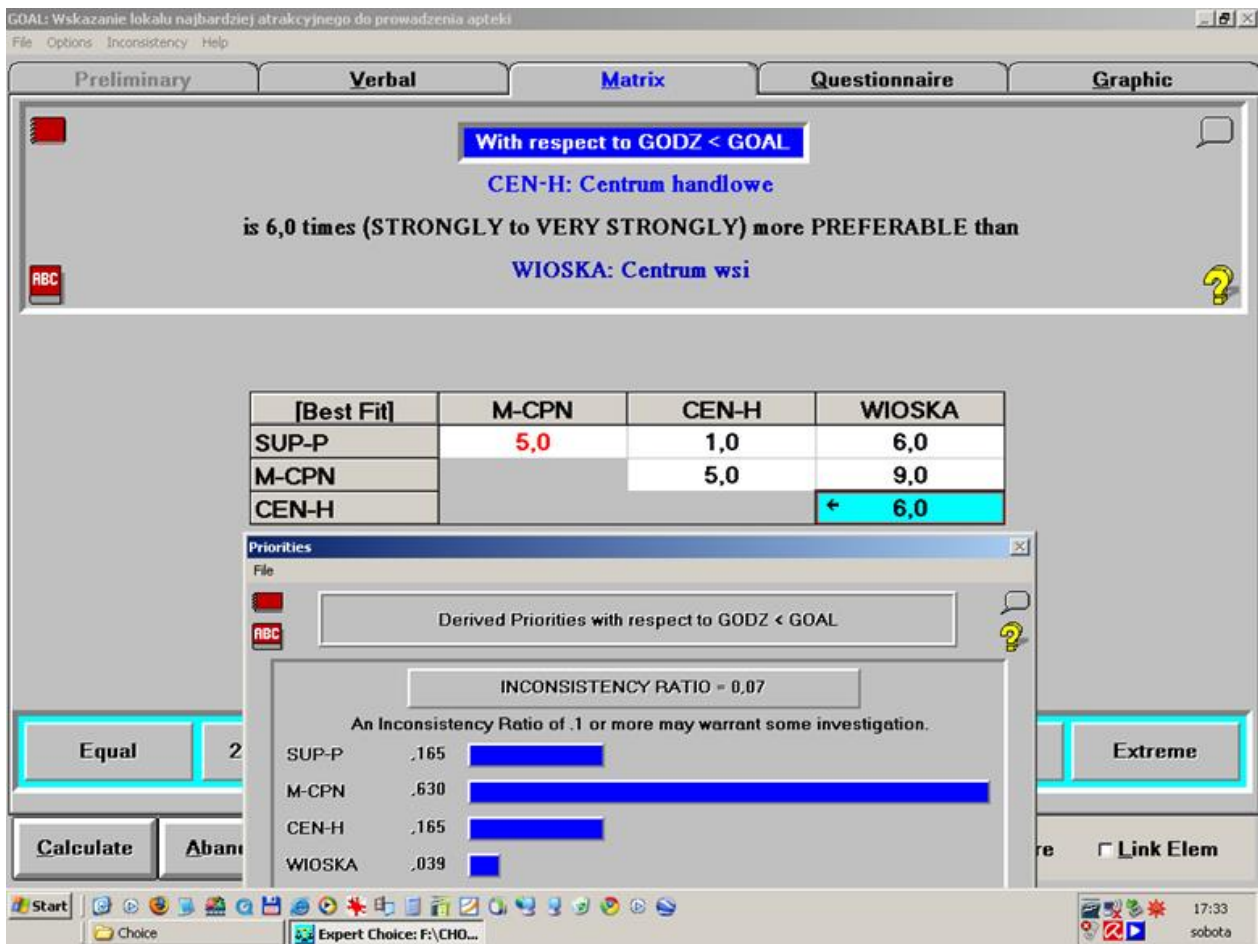 GOAL: Wskazanie lokalu najbardziej atrakcyjnego do prowadzenia apteki
File Options Inconsistency Help
Preliminary Verbal Matrix Questionnaire Graphic
With respect to GODZ < GOAL
CEN-H: Centrum handlowe
is 6,0 times (STRONGLY to VERY STRONGLY) more PREFERABLE than
ABC WIOSKA: Centrum wsi
[Best Fit] M-CPN CEN-H WIOSKA
SUP-P 5,0 1,0 6,0
M-CPN 5,0 9,0
CEN-H 6,0
Priorities
File
ABC Derived Priorities with respect to GODZ < GOAL
INCONSISTENCY RATIO = 0,07
An Inconsistency Ratio of .1 or more may warrant some investigation.
Equal 2 Extreme
SUP-P ,165
M-CPN ,630
CEN-H ,165
WIOSKA ,039
Calculate Aban re Link Elem
Start 17:33
Choice Expert Choice: F:\CHO... sobota